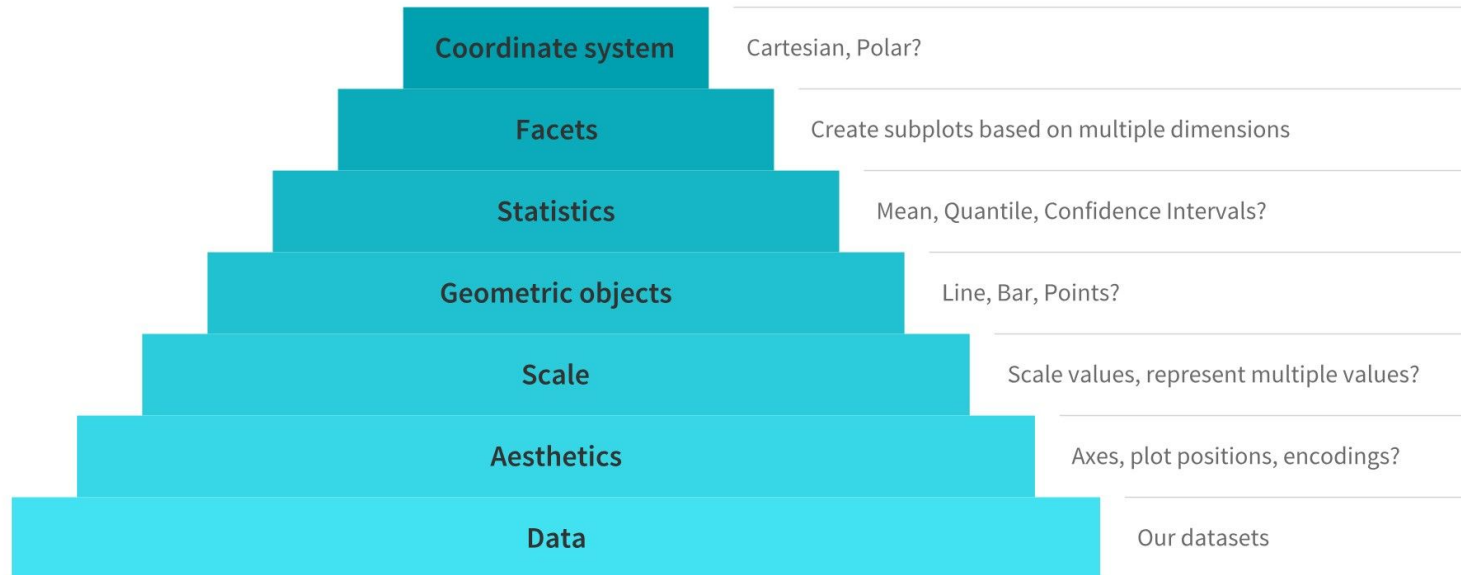 Coordinate system
Cartesian, Polar?
Facets
Create subplots based on multiple dimensions
Statistics
Mean, Quantile, Confidence Intervals?
Geometric objects
Line, Bar, Points?
Scale
Scale values, represent multiple values?
Aesthetics
Axes, plot positions, encodings?
Data
Our datasets